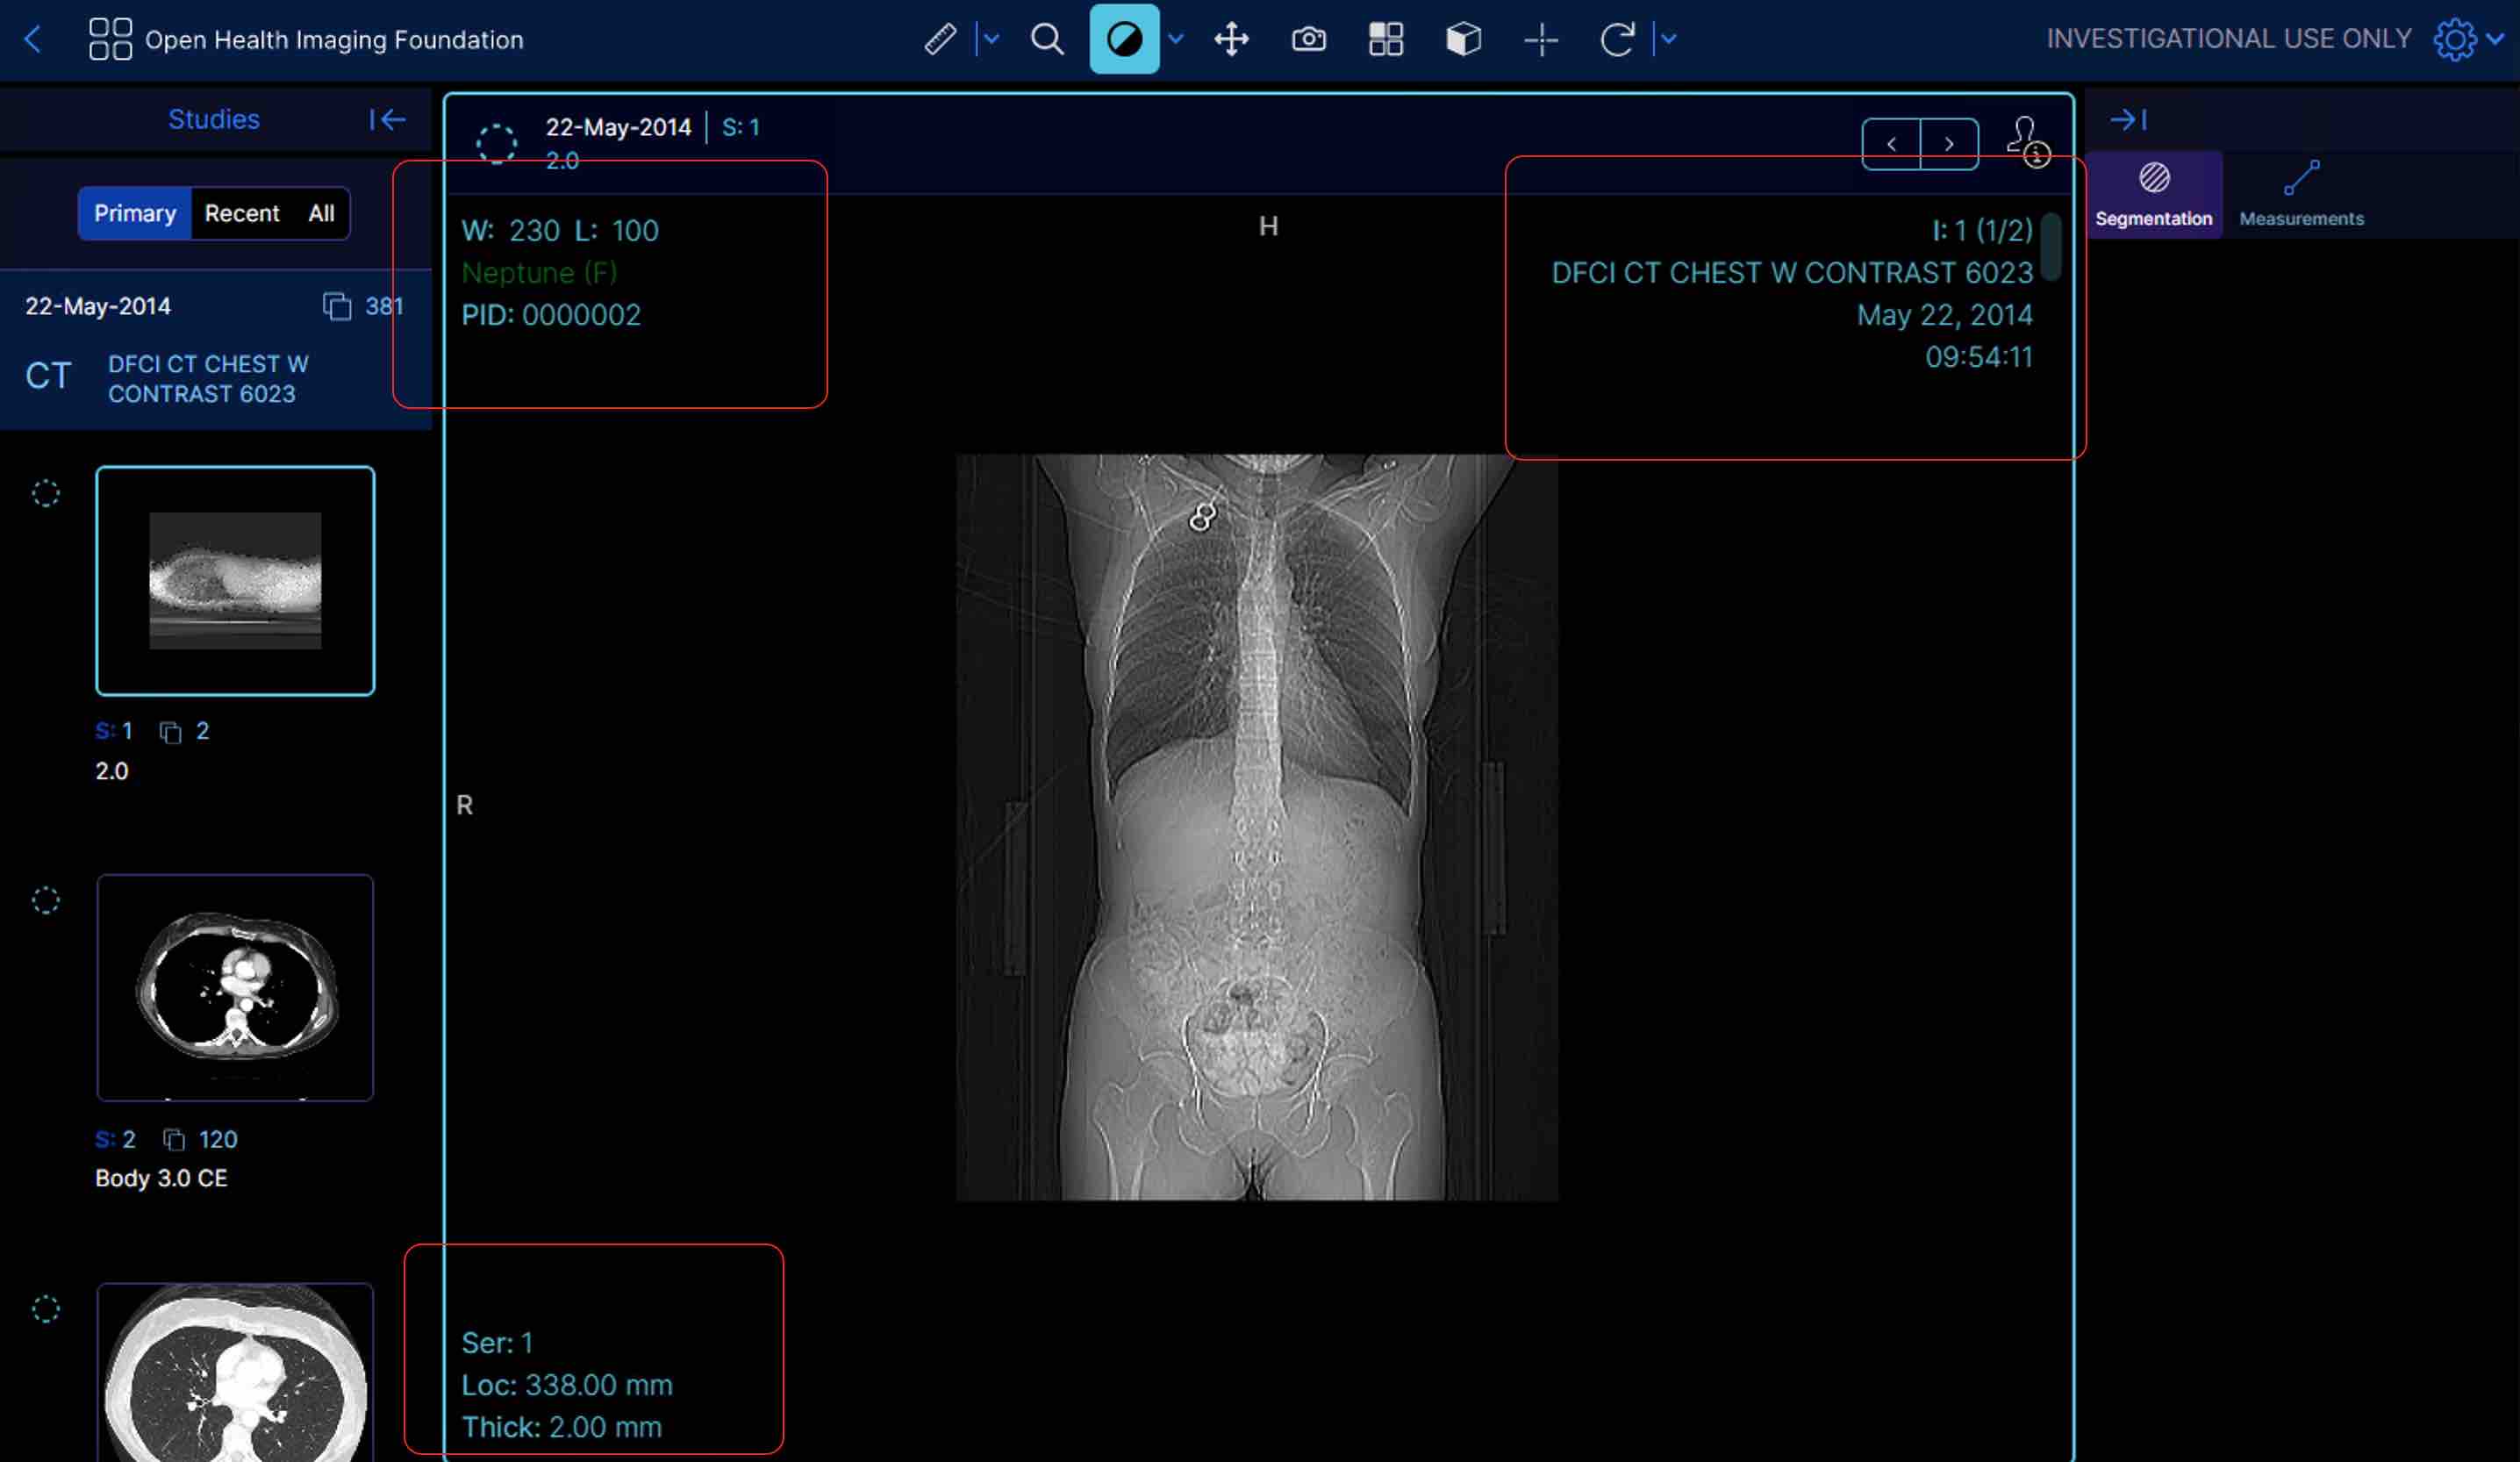 Open Health Imaging Foundation
INVESTIGATIONAL USE ONLY
Studies
Primary Recent All
22-May-2014 381
CT DFCI CT CHEST W
CONTRAST 6023
S: 1 2
2.0
S: 2 120
Body 3.0 CE
22-May-2014 S: 1
2.0
W: 230 L: 100
Neptune (F)
PID: 0000002
H
I: 1 (1/2)
DFCI CT CHEST W CONTRAST 6023
May 22, 2014
09:54:11
R
Ser: 1
Loc: 338.00 mm
Thick: 2.00 mm
Segmentation Measurements